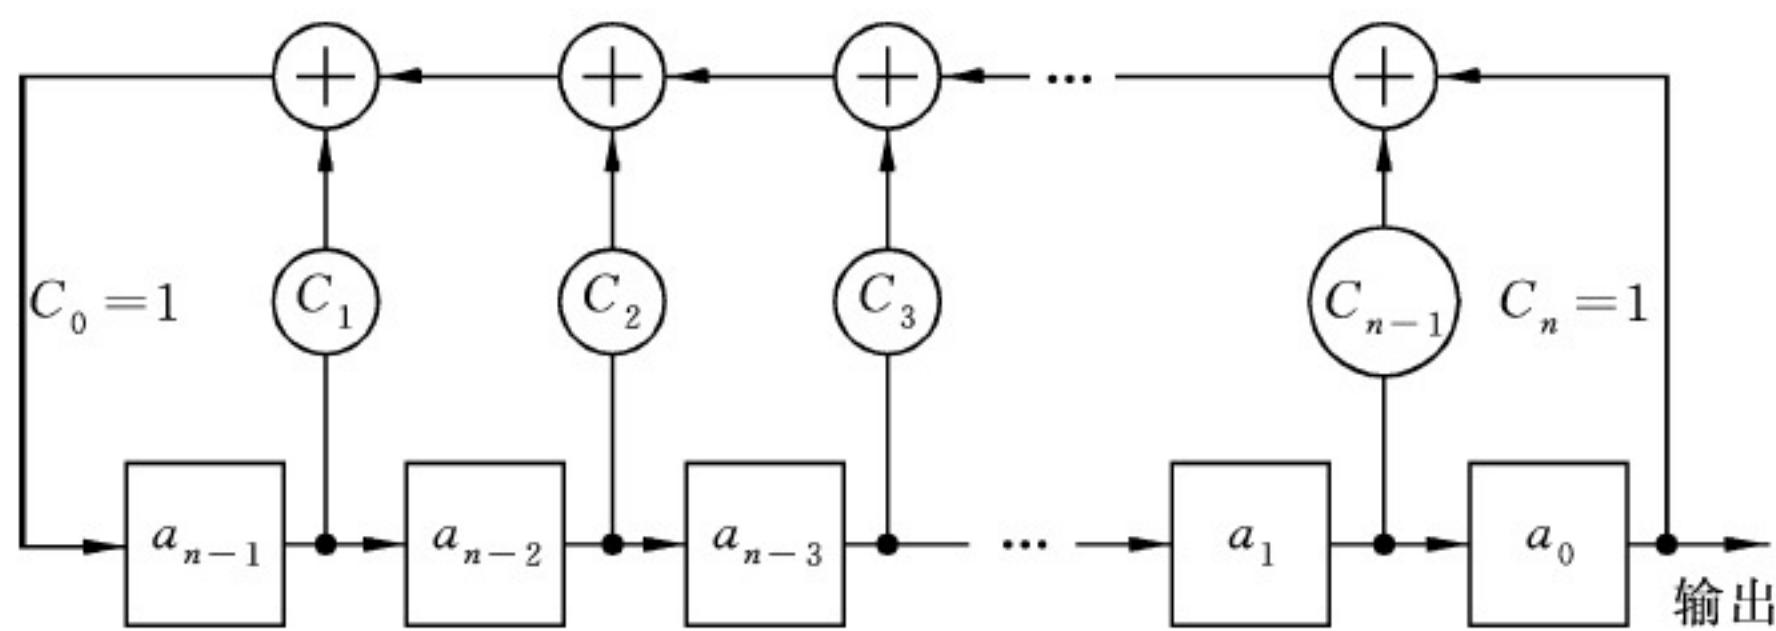 + + + ··· +
C₀=1 C₁ C₂ C₃ Cₙ₋₁ Cₙ=1
aₙ₋₁ aₙ₋₂ aₙ₋₃ ··· a₁ a₀
输出